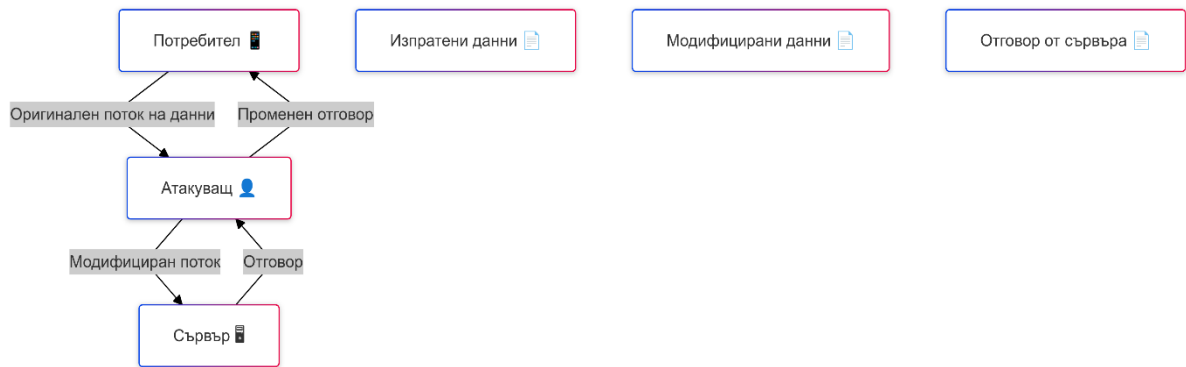 Потребител 📱
Изпратени данни 📄
Модифицирани данни 📄
Отговор от сървъра 📄
Оригинален поток на данни
Променен отговор
Атакуващ 👤
Модифициран поток
Отговор
Сървър 🖥